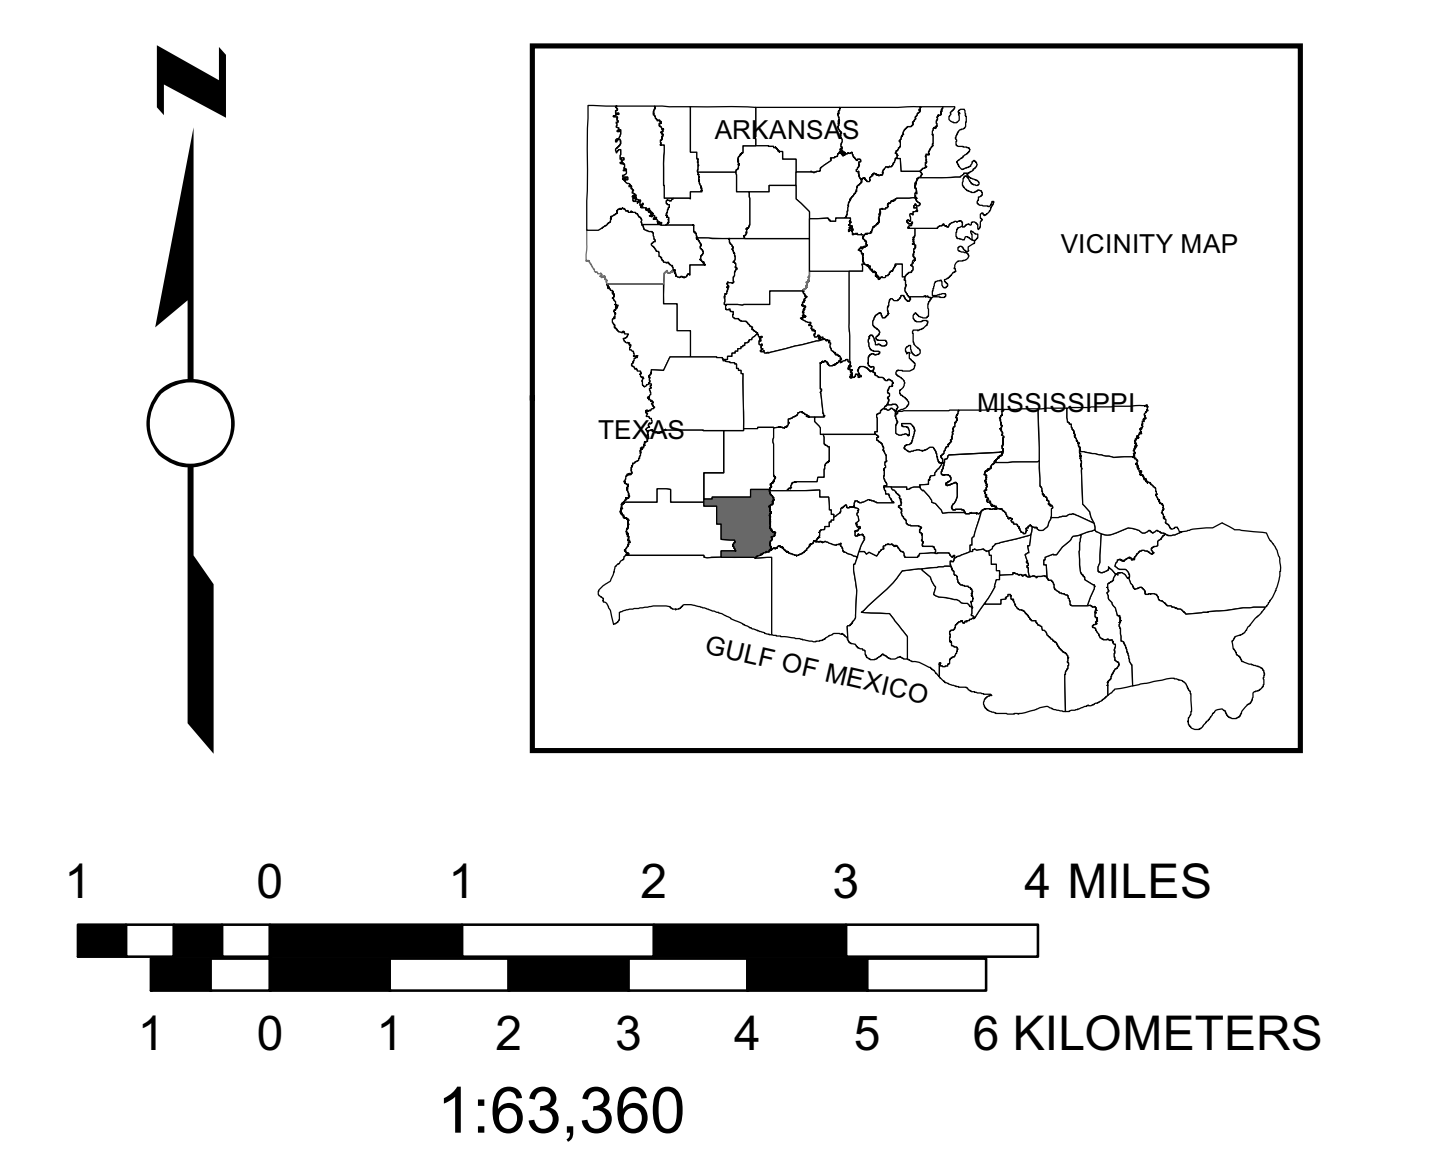 N
ARKANSAS
VICINITY MAP
MISSISSIPPI
TEXAS
GULF OF MEXICO
1 0 1 2 3 4 MILES
1 0 1 2 3 4 5 6 KILOMETERS
1:63,360